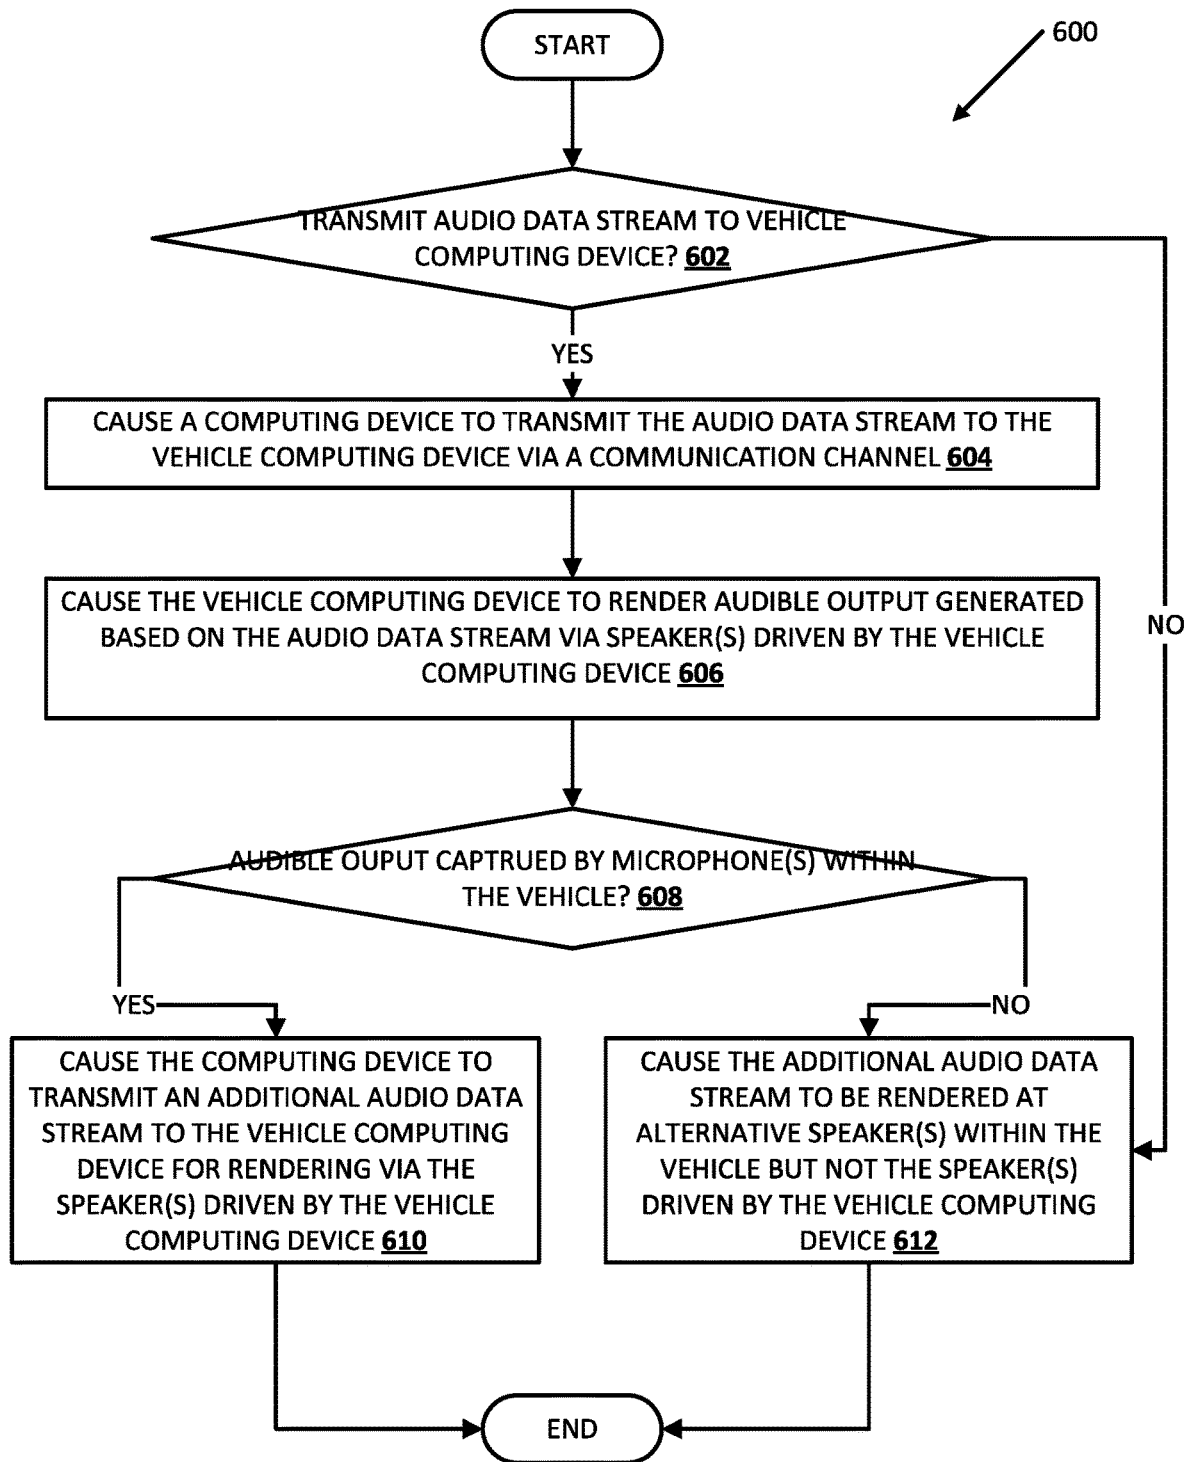 START
600
TRANSMIT AUDIO DATA STREAM TO VEHICLE
COMPUTING DEVICE? 602
YES
CAUSE A COMPUTING DEVICE TO TRANSMIT THE AUDIO DATA STREAM TO THE
VEHICLE COMPUTING DEVICE VIA A COMMUNICATION CHANNEL 604
CAUSE THE VEHICLE COMPUTING DEVICE TO RENDER AUDIBLE OUTPUT GENERATED
BASED ON THE AUDIO DATA STREAM VIA SPEAKER(S) DRIVEN BY THE VEHICLE
COMPUTING DEVICE 606
NO
AUDIBLE OUPUT CAPTRUED BY MICROPHONE(S) WITHIN
THE VEHICLE? 608
YES
NO
CAUSE THE COMPUTING DEVICE TO
TRANSMIT AN ADDITIONAL AUDIO DATA
STREAM TO THE VEHICLE COMPUTING
DEVICE FOR RENDERING VIA THE
SPEAKER(S) DRIVEN BY THE VEHICLE
COMPUTING DEVICE 610
CAUSE THE ADDITIONAL AUDIO DATA
STREAM TO BE RENDERED AT
ALTERNATIVE SPEAKER(S) WITHIN THE
VEHICLE BUT NOT THE SPEAKER(S)
DRIVEN BY THE VEHICLE COMPUTING
DEVICE 612
END